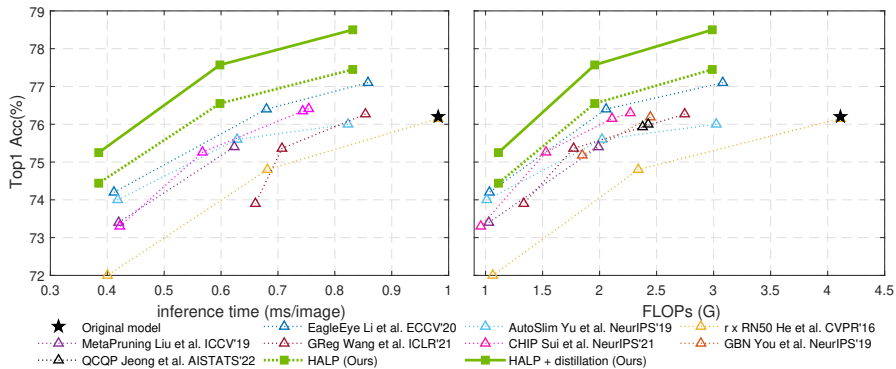 79
78
77
76
75
74
73
72
Top1 Acc(%)
0.3 0.4 0.5 0.6 0.7 0.8 0.9 1
inference time (ms/image)
1 1.5 2 2.5 3 3.5 4 4.5
FLOPs (G)
Original model EagleEye Li et al. ECCV'20 AutoSlim Yu et al. NeurIPS'19 r x RN50 He et al. CVPR'16
MetaPruning Liu et al. ICCV'19 GReg Wang et al. ICLR'21 CHIP Sui et al. NeurIPS'21 GBN You et al. NeurIPS'19
QCQP Jeong et al. AISTATS'22 HALP (Ours) HALP + distillation (Ours)